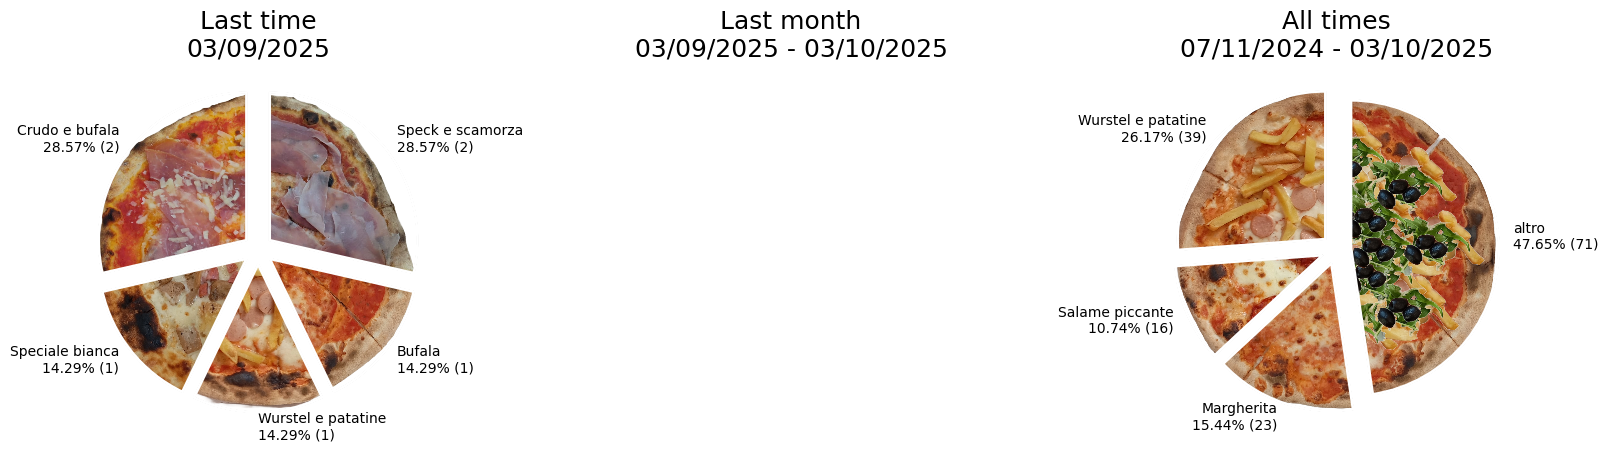 Last time
03/09/2025
Crudo e bufala
28.57% (2)
Speck e scamorza
28.57% (2)
Speciale bianca
14.29% (1)
Bufala
14.29% (1)
Wurstel e patatine
14.29% (1)
Last month
03/09/2025 - 03/10/2025
All times
07/11/2024 - 03/10/2025
Wurstel e patatine
26.17% (39)
altro
47.65% (71)
Salame piccante
10.74% (16)
Margherita
15.44% (23)